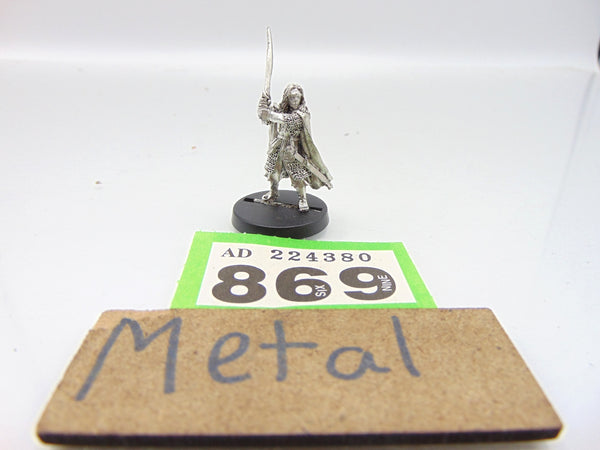 AD 224380
869
SIX NINE
Metal